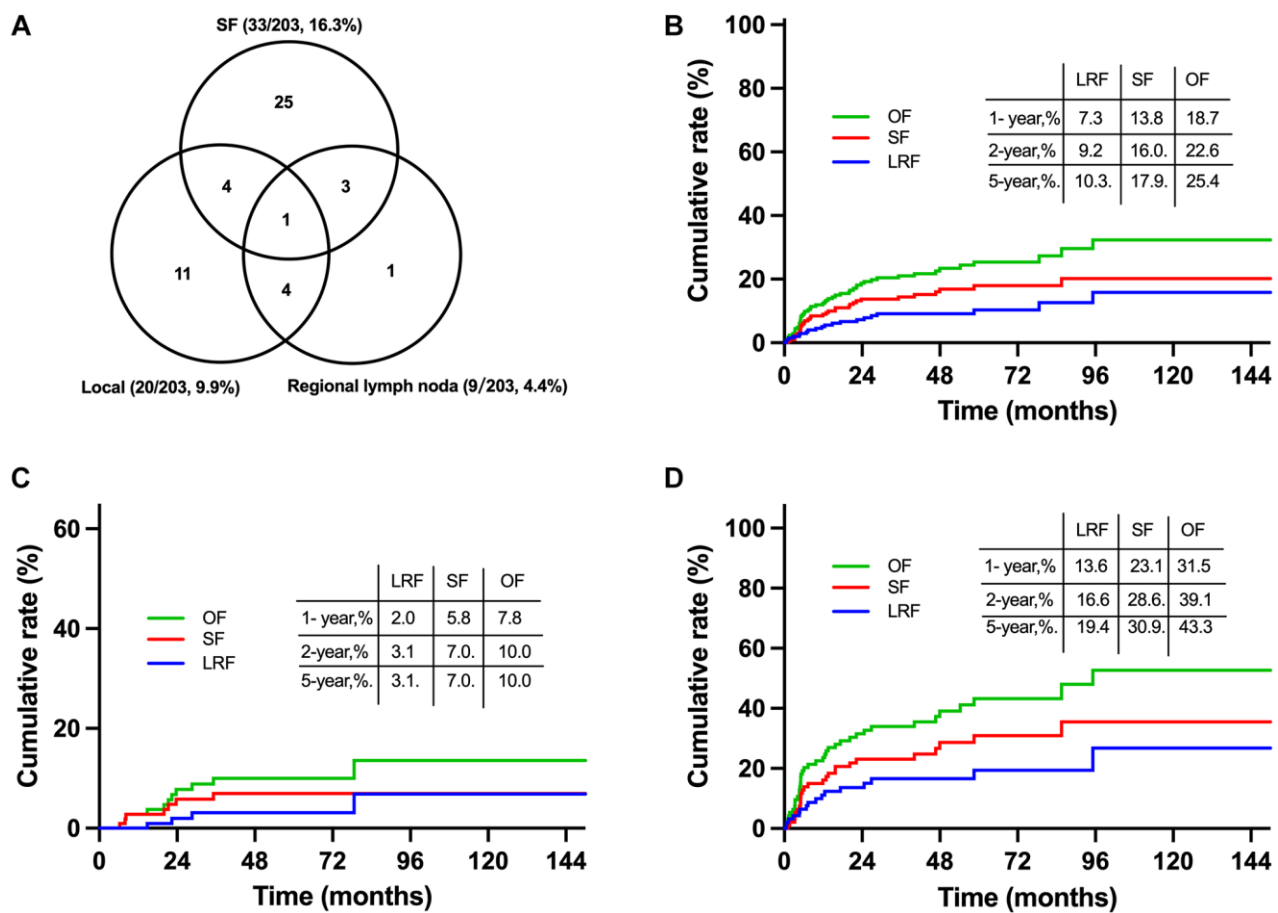 A
SF (33/203, 16.3%)
25
4
3
1
11
4
1
Local (20/203, 9.9%)
Regional lymph noda (9/203, 4.4%)
B
Cumulative rate (%)
100
80
60
40
20
0
0 24 48 72 96 120 144
Time (months)
OF
SF
LRF
LRF SF OF
1- year,% 7.3 13.8 18.7
2-year,% 9.2 16.0. 22.6
5-year,%. 10.3. 17.9. 25.4
C
Cumulative rate (%)
60
40
20
0
0 24 48 72 96 120 144
Time (months)
OF
SF
LRF
LRF SF OF
1- year,% 2.0 5.8 7.8
2-year,% 3.1 7.0. 10.0
5-year,%. 3.1. 7.0. 10.0
D
Cumulative rate (%)
100
80
60
40
20
0
0 24 48 72 96 120 144
Time (months)
OF
SF
LRF
LRF SF OF
1- year,% 13.6 23.1 31.5
2-year,% 16.6 28.6. 39.1
5-year,%. 19.4 30.9. 43.3